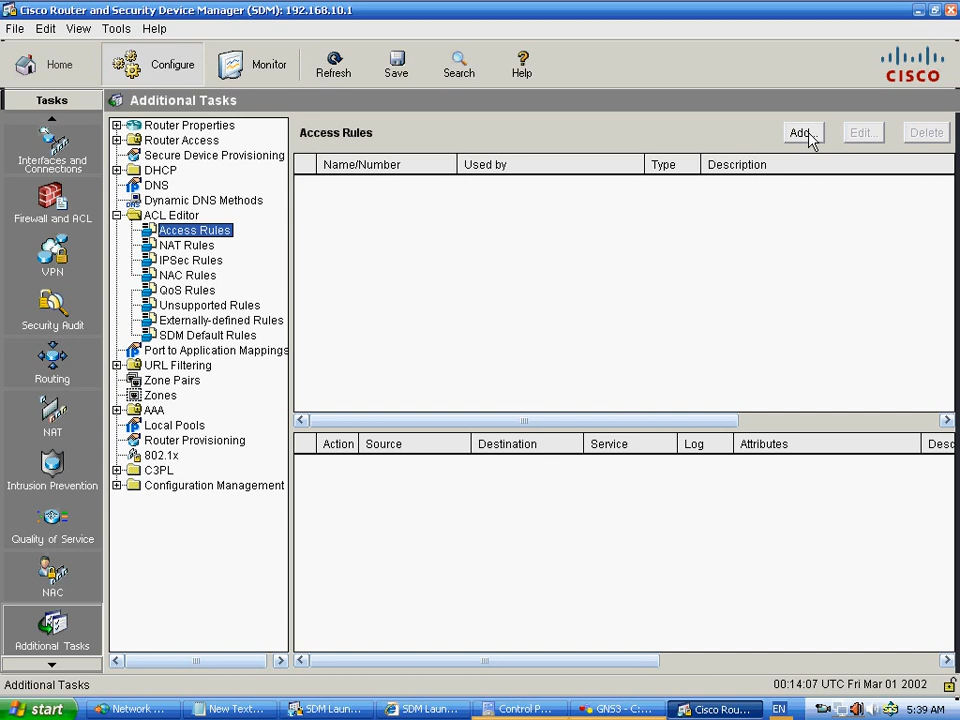 Cisco Router and Security Device Manager (SDM): 192.168.10.1
File Edit View Tools Help
Home Configure Monitor Refresh Save Search Help CISCO
Tasks
Additional Tasks
Interfaces and Connections
Firewall and ACL
VPN
Security Audit
Routing
NAT
Intrusion Prevention
Quality of Service
NAC
Additional Tasks
Router Properties
Router Access
Secure Device Provisioning
DHCP
DNS
Dynamic DNS Methods
ACL Editor
Access Rules
NAT Rules
IPSec Rules
NAC Rules
QoS Rules
Unsupported Rules
Externally-defined Rules
SDM Default Rules
Port to Application Mappings
URL Filtering
Zone Pairs
Zones
AAA
Local Pools
Router Provisioning
802.1x
C3PL
Configuration Management
Access Rules Add... Edit... Delete
Name/Number Used by Type Description
Action Source Destination Service Log Attributes Desc
Additional Tasks 00:14:07 UTC Fri Mar 01 2002
start Network ... New Text... SDM Laun... SDM Laun... Control P... GNS3 - C:... Cisco Rou... EN 5:39 AM